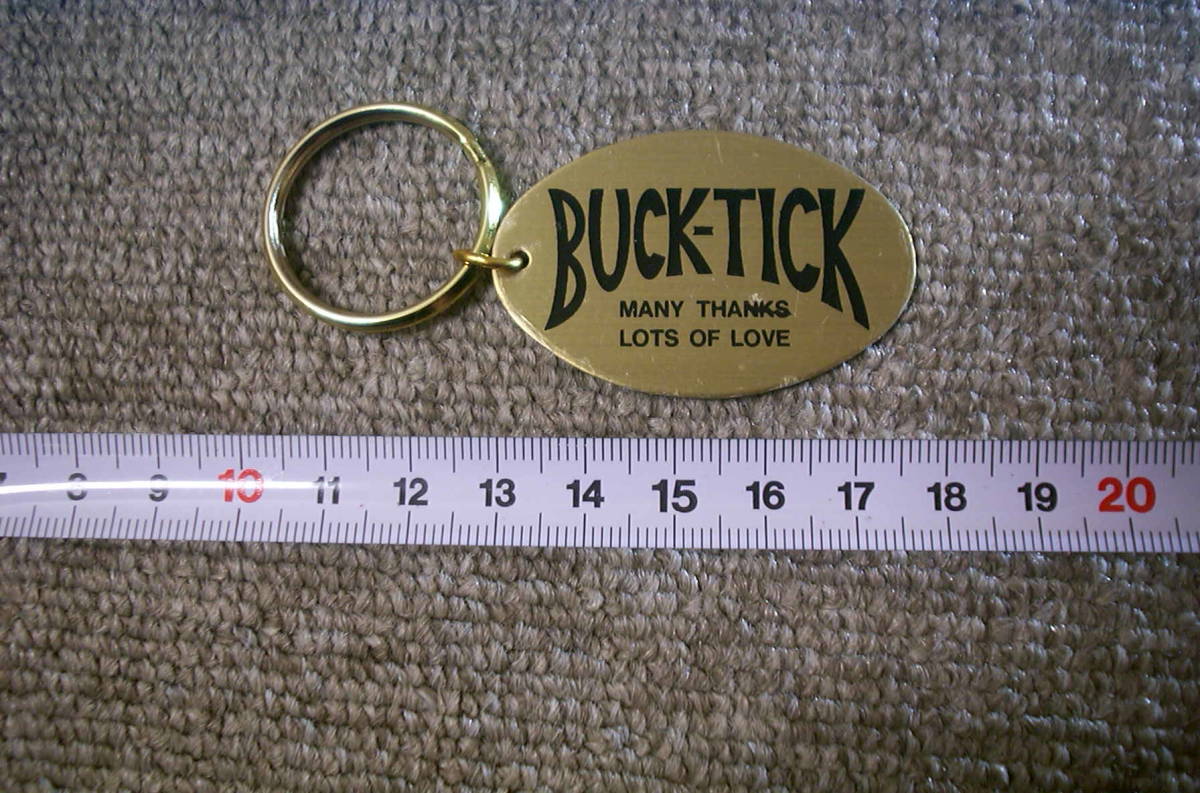 BUCK-TICK
MANY THANKS
LOTS OF LOVE
8 9 10 11 12 13 14 15 16 17 18 19 20